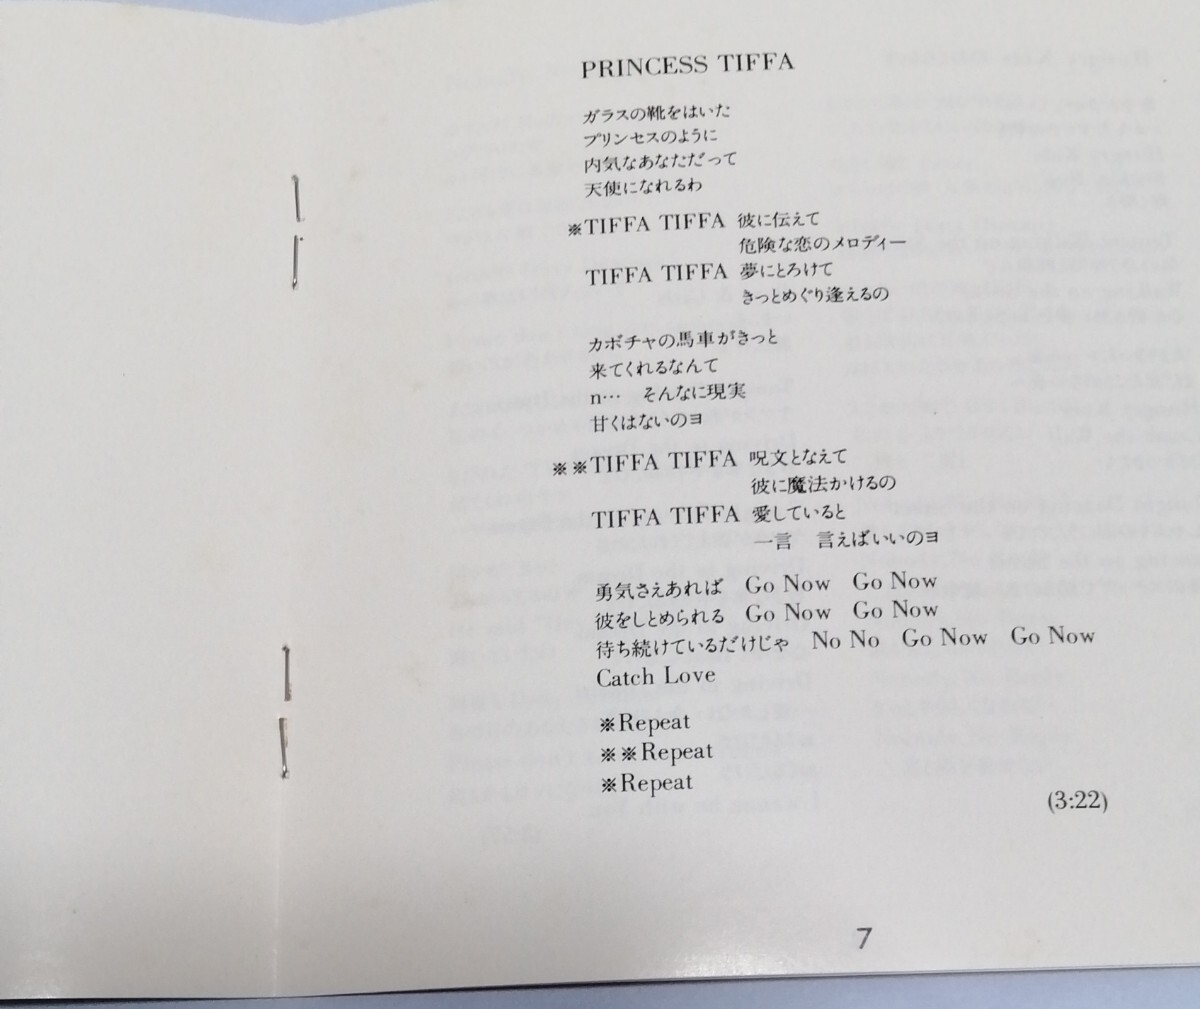 PRINCESS TIFFA
ガラスの靴をはいた
プリンセスのように
内気なあなただって
天使になれるわ
※TIFFA TIFFA 彼に伝えて
危険な恋のメロディー
TIFFA TIFFA 夢にとろけて
きっとめぐり逢えるの
カボチャの馬車がきっと
来てくれるなんて
n… そんなに現実
甘くはないのヨ
※※TIFFA TIFFA 呪文となえて
彼に魔法かけるの
TIFFA TIFFA 愛していると
一言 言えばいいのヨ
勇気さえあれば Go Now Go Now
彼をしとめられる Go Now Go Now
待ち続けているだけじゃ No No Go Now Go Now
Catch Love
※Repeat
※※Repeat
※Repeat
(3:22)
7